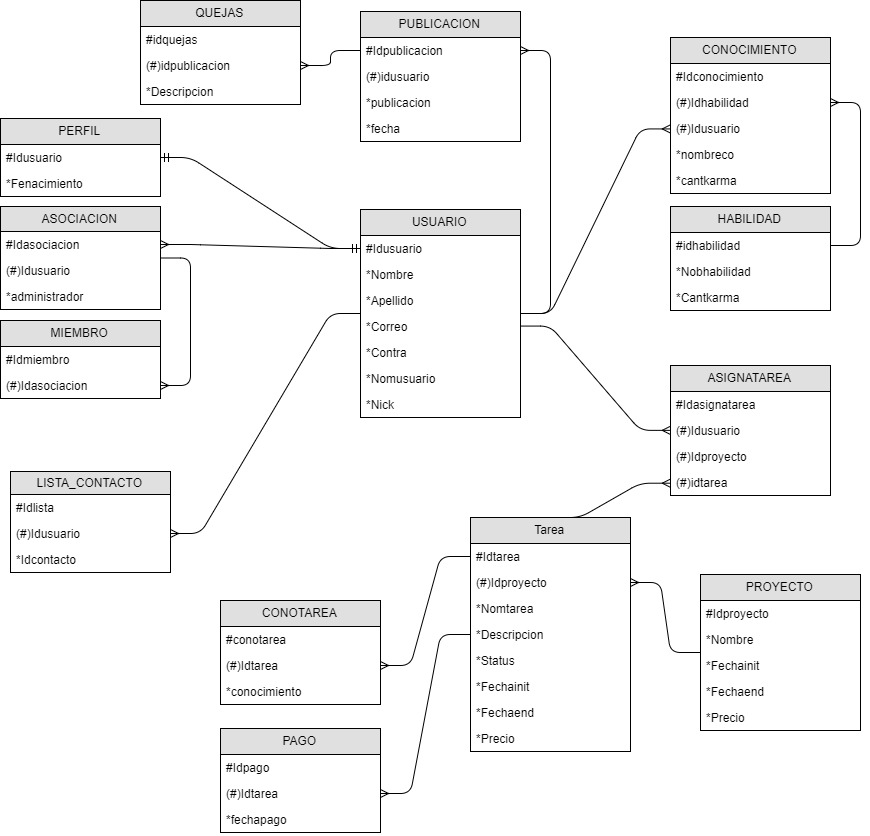 QUEJAS
#idquejas
(#)idpublicacion
*Descripcion
PUBLICACION
#Idpublicacion
(#)idusuario
*publicacion
*fecha
CONOCIMIENTO
#Idconocimiento
(#)Idhabilidad
(#)Idusuario
*nombreco
*cantkarma
PERFIL
#Idusuario
*Fenacimiento
ASOCIACION
#Idasociacion
(#)Idusuario
*administrador
USUARIO
#Idusuario
*Nombre
*Apellido
*Correo
*Contra
*Nomusuario
*Nick
HABILIDAD
#idhabilidad
*Nobhabilidad
*Cantkarma
MIEMBRO
#Idmiembro
(#)Idasociacion
ASIGNATAREA
#Idasignatarea
(#)Idusuario
(#)Idproyecto
(#)idtarea
LISTA_CONTACTO
#Idlista
(#)Idusuario
*Idcontacto
Tarea
#Idtarea
(#)Idproyecto
*Nomtarea
*Descripcion
*Status
*Fechainit
*Fechaend
*Precio
PROYECTO
#Idproyecto
*Nombre
*Fechainit
*Fechaend
*Precio
CONOTAREA
#conotarea
(#)Idtarea
*conocimiento
PAGO
#Idpago
(#)Idtarea
*fechapago